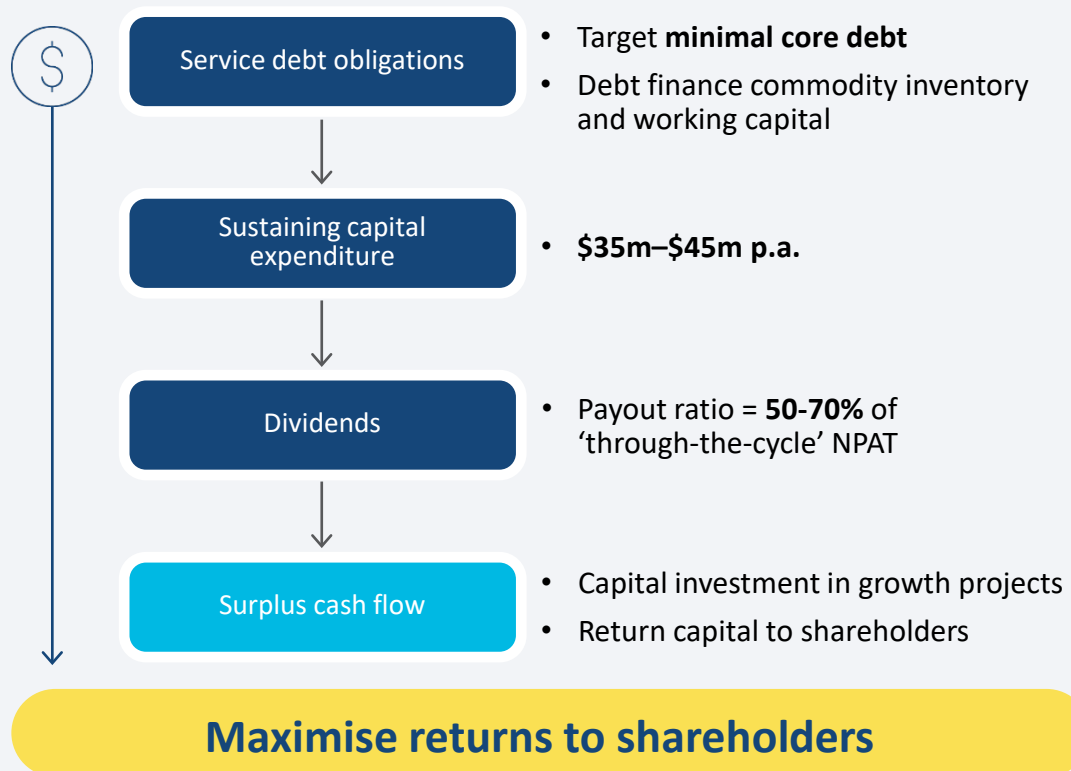 $
Service debt obligations
• Target minimal core debt
• Debt finance commodity inventory
and working capital
Sustaining capital
expenditure
• $35m–$45m p.a.
Dividends
• Payout ratio = 50-70% of
‘through-the-cycle’ NPAT
Surplus cash flow
• Capital investment in growth projects
• Return capital to shareholders
Maximise returns to shareholders